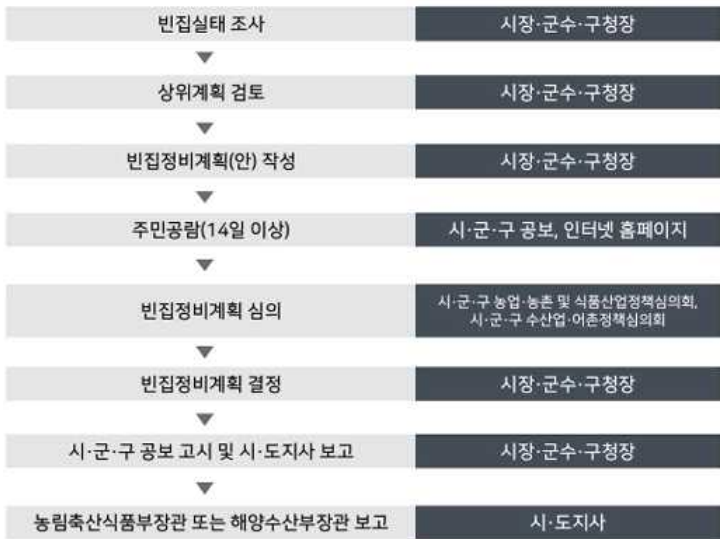 빈집실태 조사
시장·군수·구청장
상위계획 검토
시장·군수·구청장
빈집정비계획(안) 작성
시장·군수·구청장
주민공람(14일 이상)
시·군·구 공보, 인터넷 홈페이지
빈집정비계획 심의
시·군·구 농업·농촌 및 식품산업정책심의회,
시·군·구 수산업·어촌정책심의회
빈집정비계획 결정
시장·군수·구청장
시·군·구 공보 고시 및 시·도지사 보고
시장·군수·구청장
농림축산식품부장관 또는 해양수산부장관 보고
시·도지사